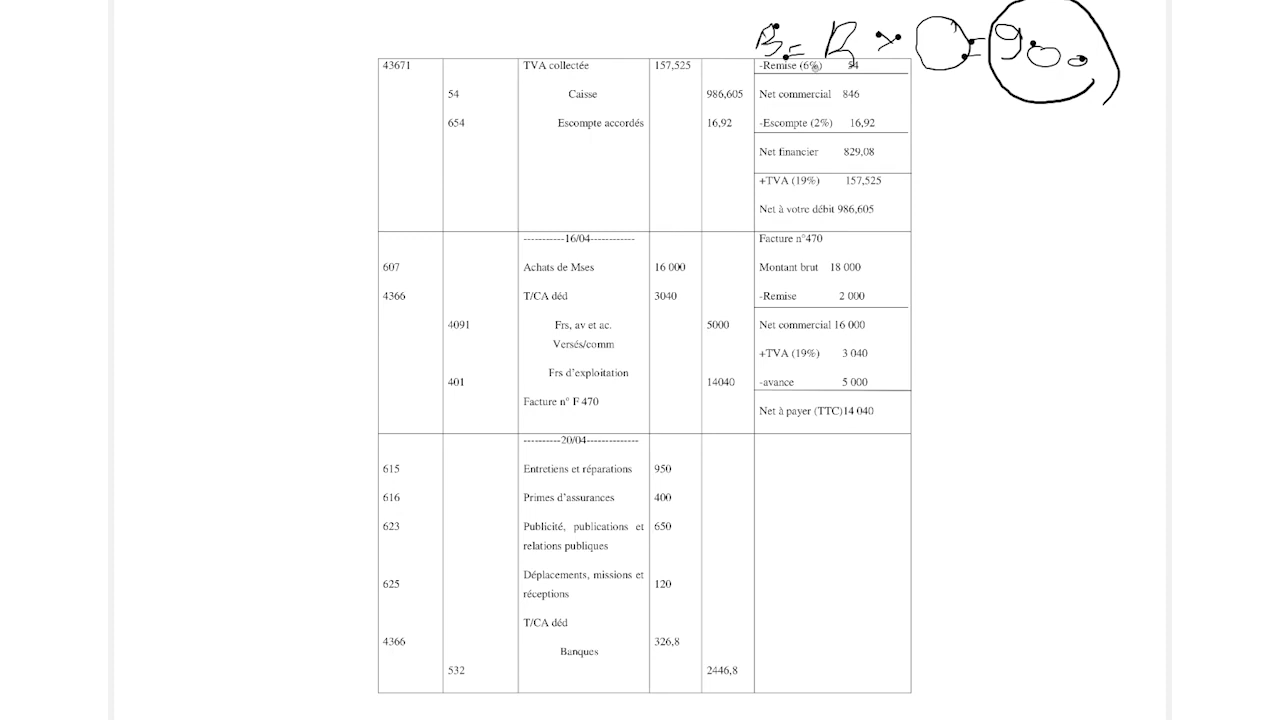 = 900
43671 TVA collectée 157,525 -Remise (6%) 54
54 Caisse 986,605 Net commercial 846
654 Escompte accordés 16,92 -Escompte (2%) 16,92
Net financier 829,08
+TVA (19%) 157,525
Net à votre débit 986,605
-----------16/04------------ Facture n°470
607 Achats de Mses 16 000 Montant brut 18 000
4366 T/CA déd 3040 -Remise 2 000
4091 Frs, av et ac. 5000 Net commercial 16 000
Versés/comm
+TVA (19%) 3 040
Frs d’exploitation
401 14040 -avance 5 000
Facture n° F 470
Net à payer (TTC)14 040
----------20/04--------------
615 Entretiens et réparations 950
616 Primes d’assurances 400
623 Publicité, publications et 650
relations publiques
Déplacements, missions et
625 120
réceptions
T/CA déd
4366 326,8
Banques
532 2446,8